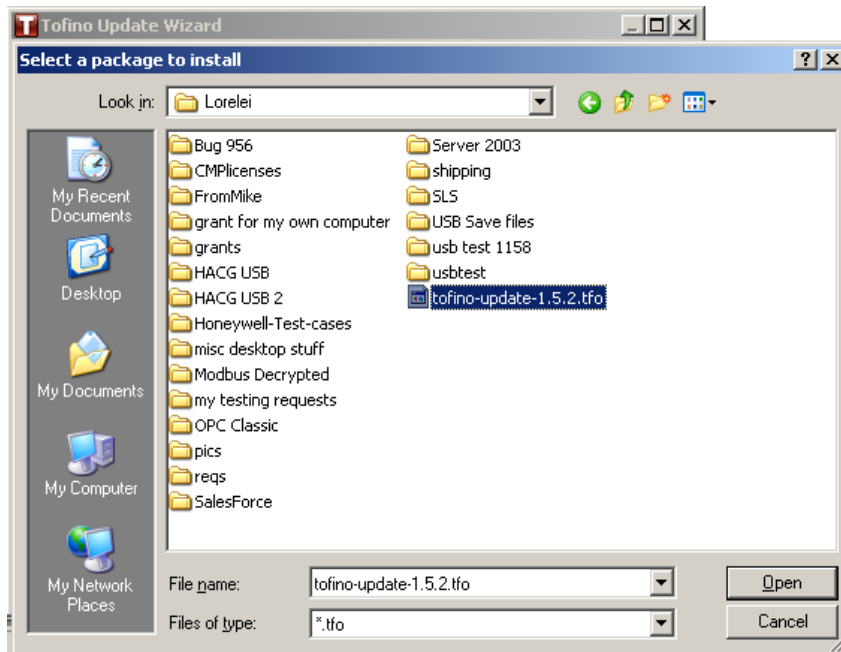 Tofino Update Wizard
Select a package to install
Look in:
Lorelei
My Recent
Documents
Desktop
My Documents
My Computer
My Network
Places
Bug 956
CMPlicenses
FromMike
grant for my own computer
grants
HACG USB
HACG USB 2
Honeywell-Test-cases
misc desktop stuff
Modbus Decrypted
my testing requests
OPC Classic
pics
reqs
SalesForce
Server 2003
shipping
SLS
USB Save files
usb test 1158
usbtest
tofino-update-1.5.2.tfo
File name:
tofino-update-1.5.2.tfo
Open
Files of type:
*.tfo
Cancel